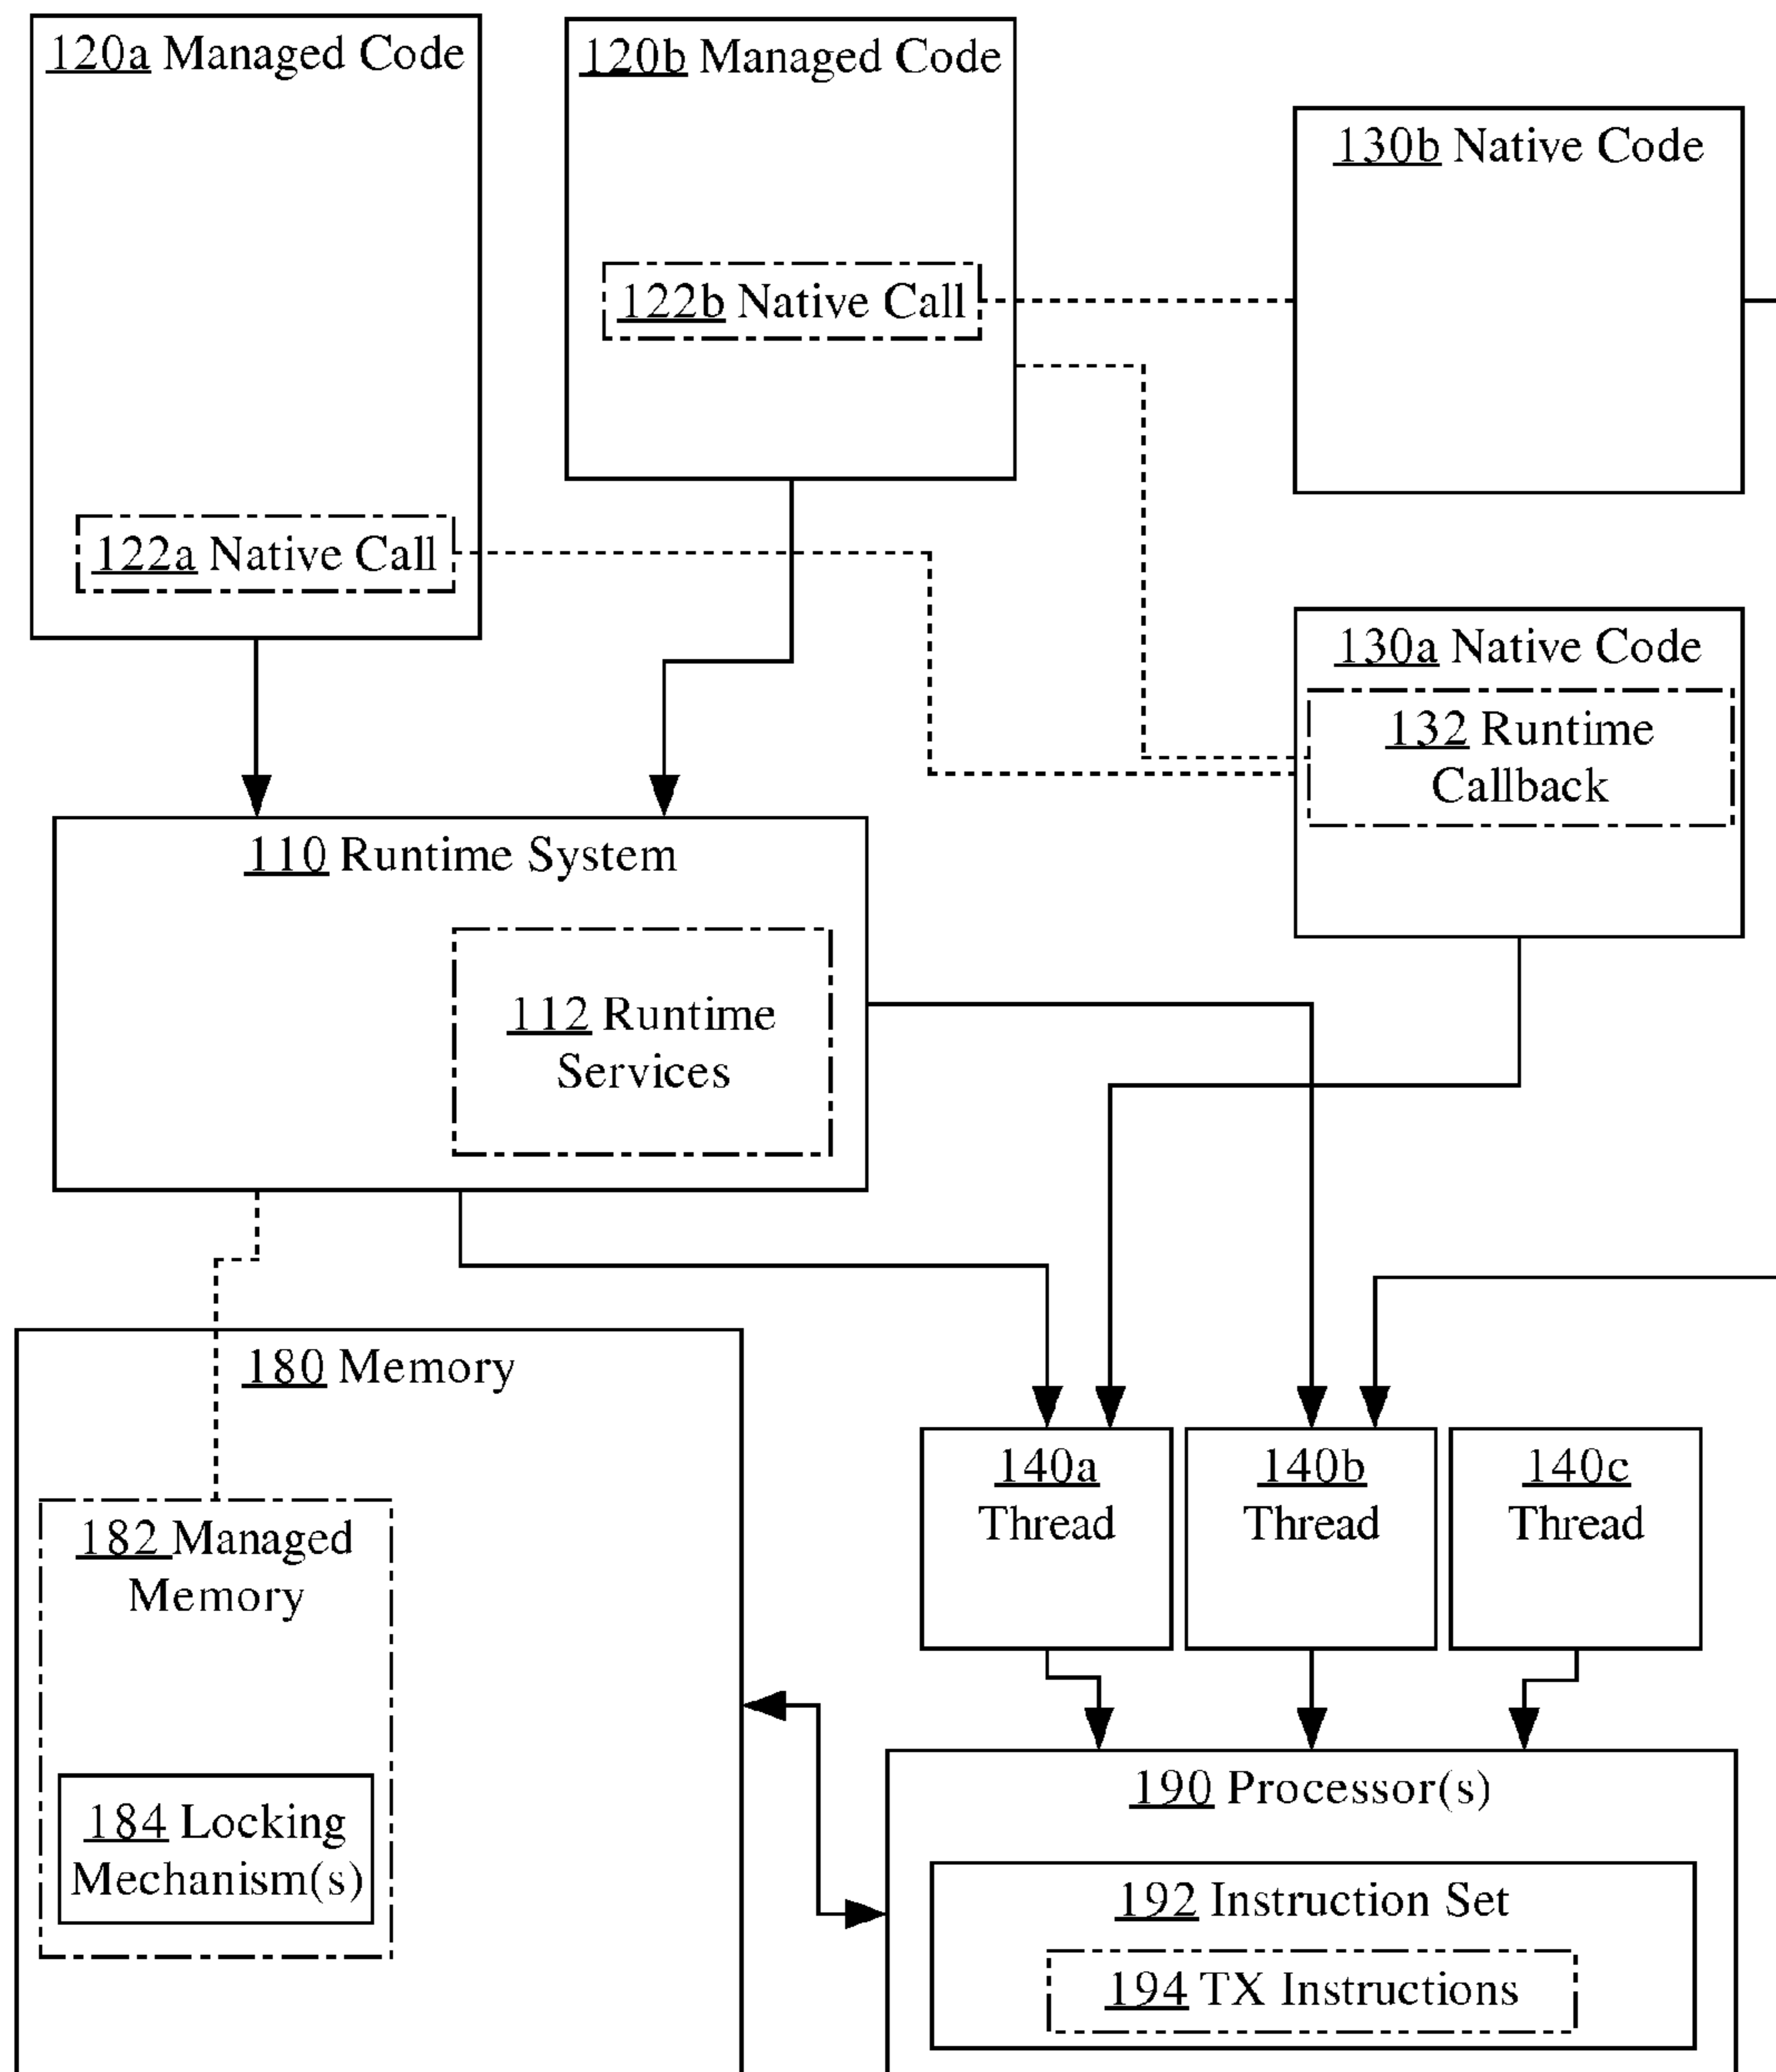 120a Managed Code
120b Managed Code
130b Native Code
122b Native Call
122a Native Call
130a Native Code
132 Runtime
Callback
110 Runtime System
112 Runtime
Services
180 Memory
182 Managed
Memory
184 Locking
Mechanism(s)
140a
Thread
140b
Thread
140c
Thread
190 Processor(s)
192 Instruction Set
194 TX Instructions